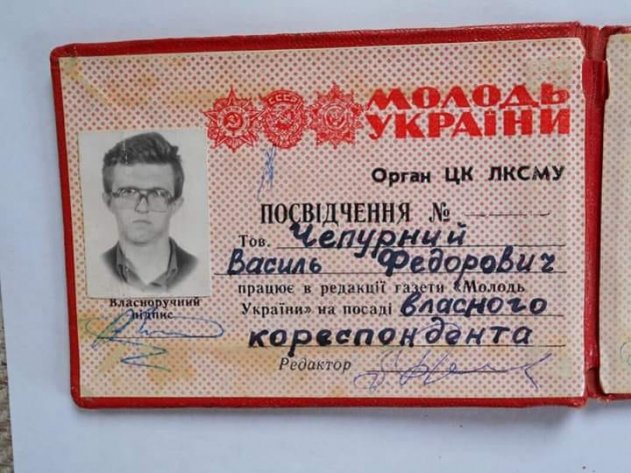 СССР
МОЛОДЬ
УКРАЇНИ
Орган ЦК ЛКСМУ
ПОСВІДЧЕННЯ №
Тов. Чепурний
Василь Федорович
працює в редакції газети «Молодь
України» на посаді власного
кореспондента
Власноручний
підпис
Редактор